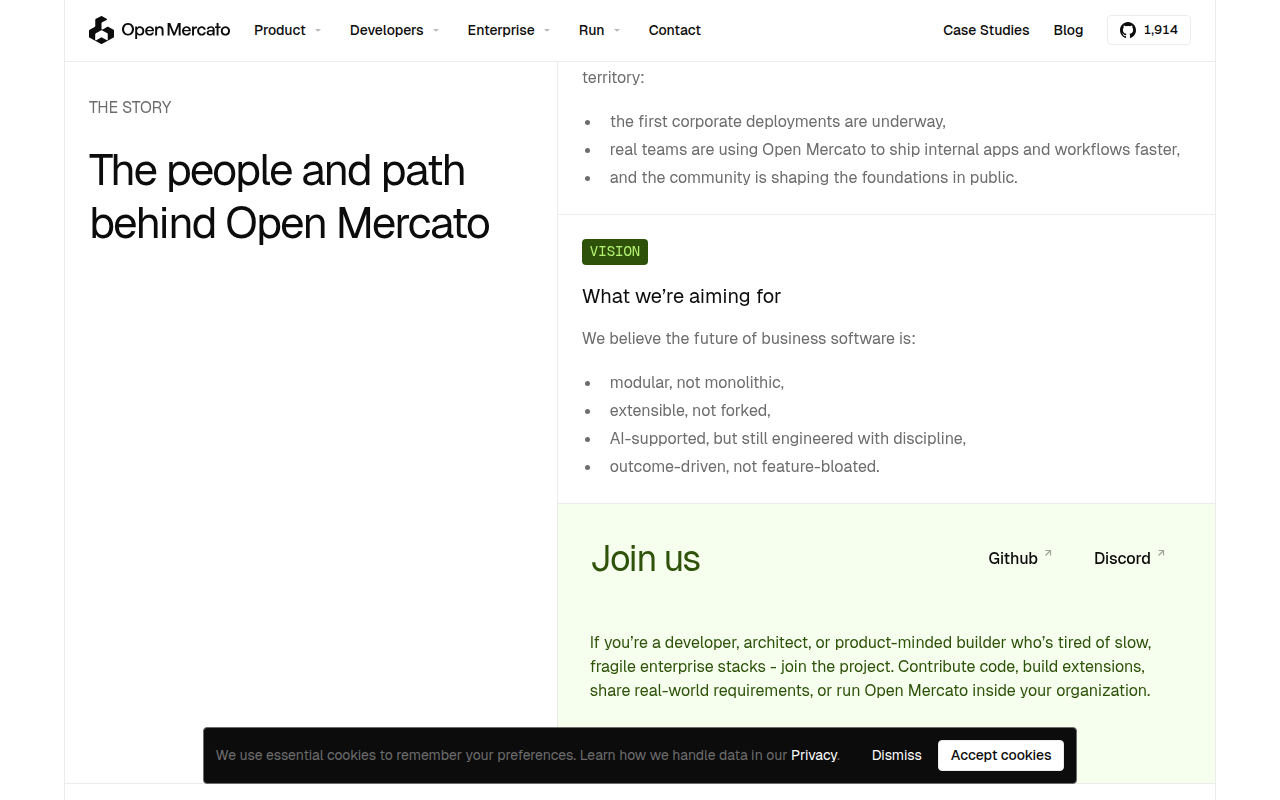 Open Mercato Product Developers Enterprise Run Contact Case Studies Blog 1,914
THE STORY
The people and path
behind Open Mercato
territory:
• the first corporate deployments are underway,
• real teams are using Open Mercato to ship internal apps and workflows faster,
• and the community is shaping the foundations in public.
VISION
What we’re aiming for
We believe the future of business software is:
• modular, not monolithic,
• extensible, not forked,
• AI-supported, but still engineered with discipline,
• outcome-driven, not feature-bloated.
Join us
Github Discord
If you’re a developer, architect, or product-minded builder who’s tired of slow,
fragile enterprise stacks - join the project. Contribute code, build extensions,
share real-world requirements, or run Open Mercato inside your organization.
We use essential cookies to remember your preferences. Learn how we handle data in our Privacy. Dismiss Accept cookies